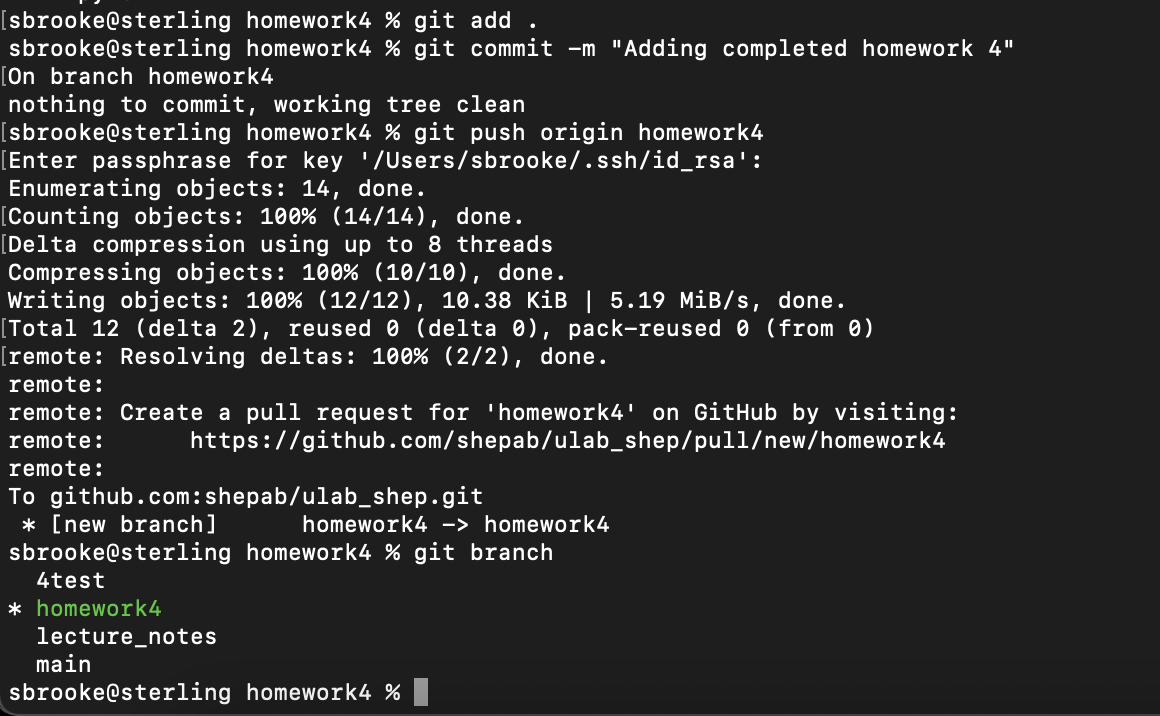 [sbrooke@sterling homework4 % git add .
sbrooke@sterling homework4 % git commit -m "Adding completed homework 4"
[On branch homework4
nothing to commit, working tree clean
[sbrooke@sterling homework4 % git push origin homework4
[Enter passphrase for key '/Users/sbrooke/.ssh/id_rsa':
Enumerating objects: 14, done.
[Counting objects: 100% (14/14), done.
[Delta compression using up to 8 threads
Compressing objects: 100% (10/10), done.
Writing objects: 100% (12/12), 10.38 KiB | 5.19 MiB/s, done.
[Total 12 (delta 2), reused 0 (delta 0), pack-reused 0 (from 0)
[remote: Resolving deltas: 100% (2/2), done.
remote:
remote: Create a pull request for 'homework4' on GitHub by visiting:
remote:      https://github.com/shepab/ulab_shep/pull/new/homework4
remote:
To github.com:shepab/ulab_shep.git
 * [new branch]      homework4 -> homework4
sbrooke@sterling homework4 % git branch
  4test
* homework4
  lecture_notes
  main
sbrooke@sterling homework4 %